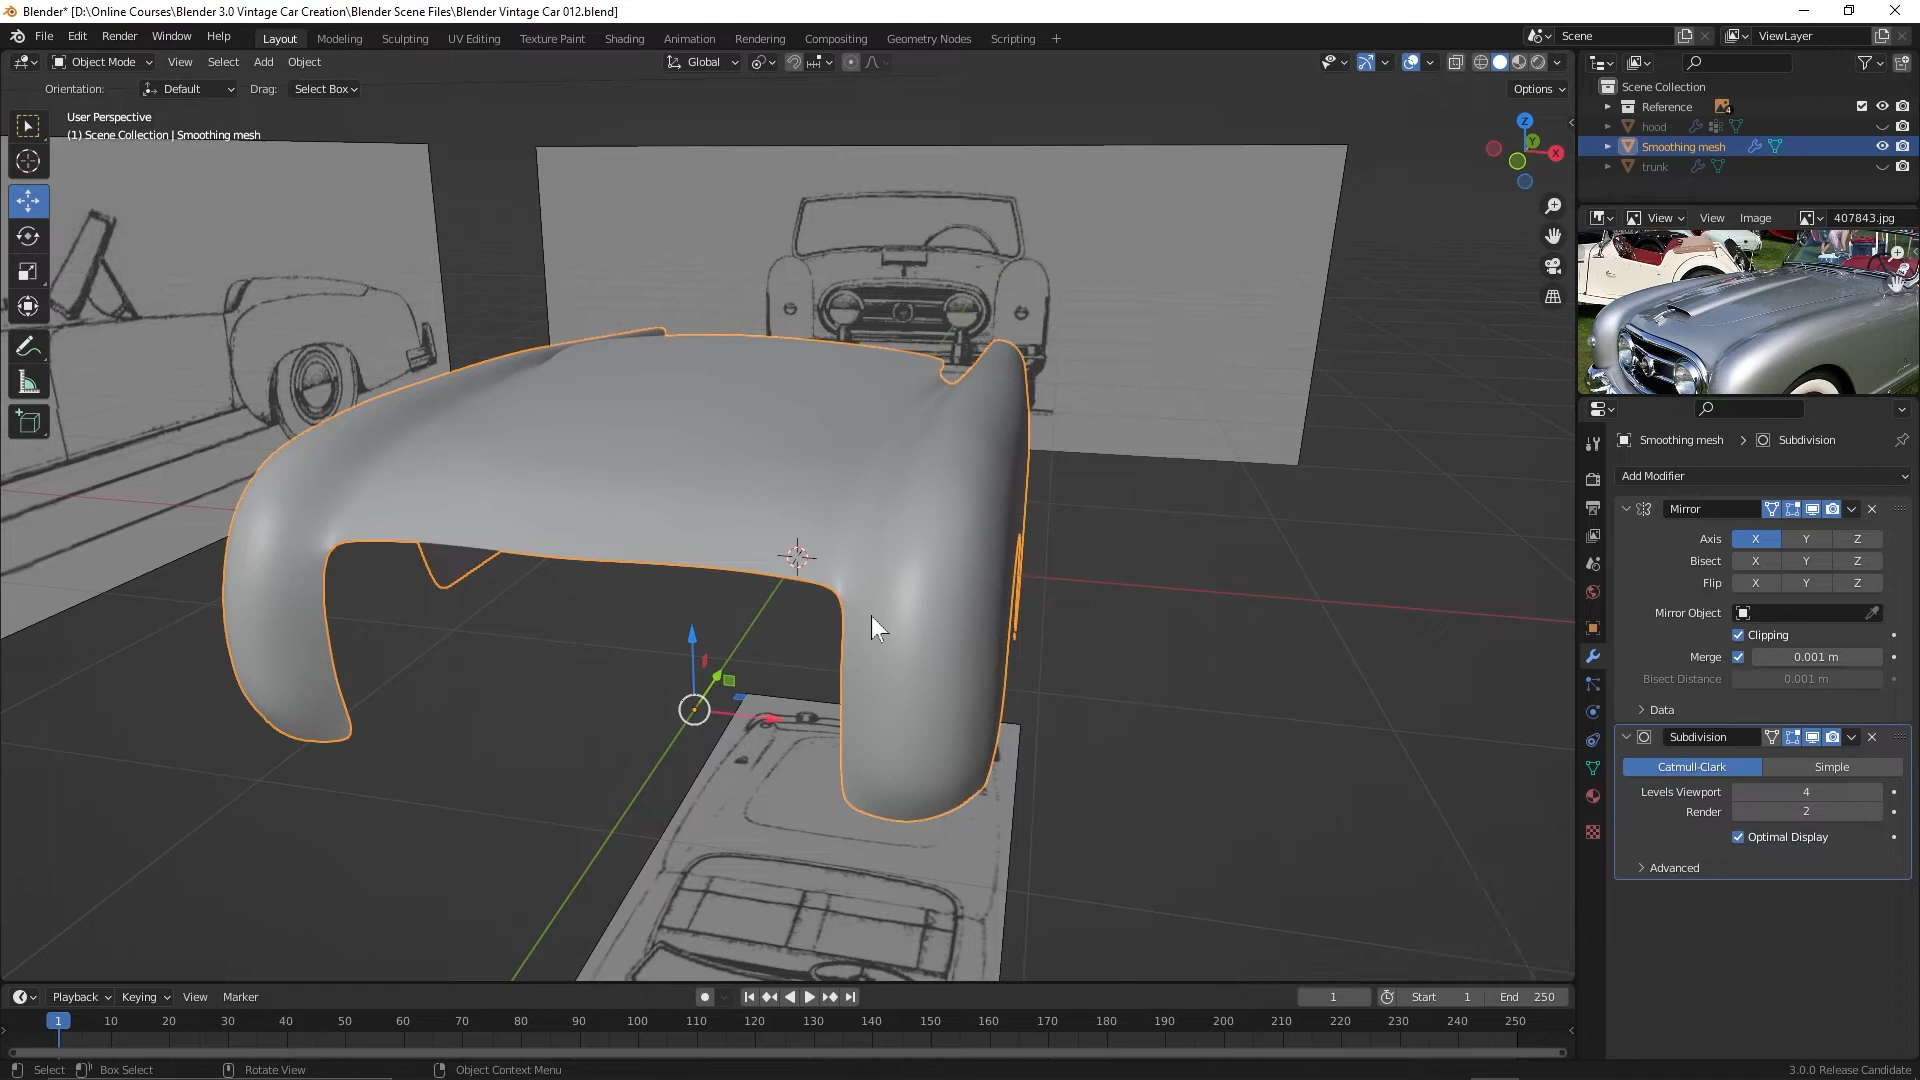 Blender* [D:\Online Courses\Blender 3.0 Vintage Car Creation\Blender Scene Files\Blender Vintage Car 012.blend]
File Edit Render Window Help Layout Modeling Sculpting UV Editing Texture Paint Shading Animation Rendering Compositing Geometry Nodes Scripting + Scene ViewLayer
Object Mode View Select Add Object Global
Orientation: Default Drag: Select Box Options
User Perspective
(1) Scene Collection | Smoothing mesh
Z
Y
X
Scene Collection
Reference 4
hood
Smoothing mesh
trunk
View View Image 407843.jpg
Smoothing mesh > Subdivision
Add Modifier
Mirror
Axis X Y Z
Bisect X Y Z
Flip X Y Z
Mirror Object
Clipping
Merge 0.001 m
Bisect Distance 0.001 m
Data
Subdivision
Catmull-Clark Simple
Levels Viewport 4
Render 2
Optimal Display
Advanced
Playback Keying View Marker 1 Start 1 End 250
1 10 20 30 40 50 60 70 80 90 100 110 120 130 140 150 160 170 180 190 200 210 220 230 240 250
Select Box Select Rotate View Object Context Menu 3.0.0 Release Candidate